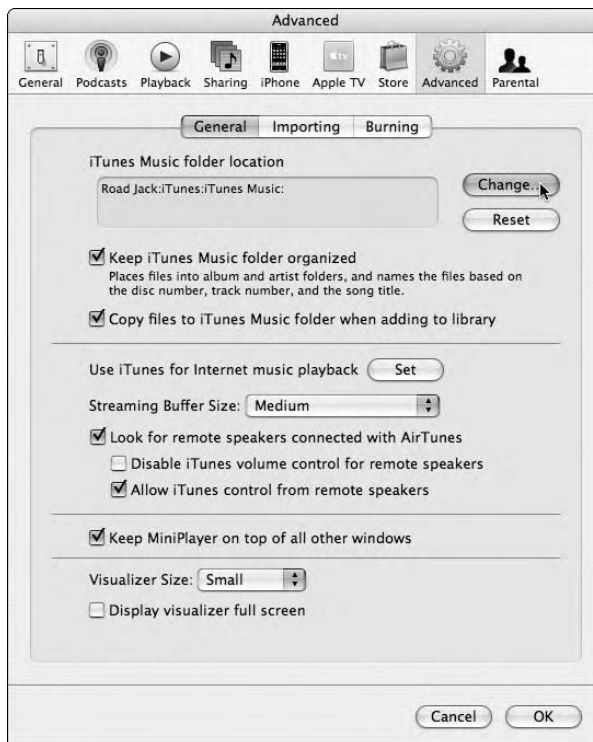 Advanced
General Podcasts Playback Sharing iPhone Apple TV Store Advanced Parental
General Importing Burning
iTunes Music folder location
Road Jack:iTunes:iTunes Music:
Change...
Reset
Keep iTunes Music folder organized
Places files into album and artist folders, and names the files based on
the disc number, track number, and the song title.
Copy files to iTunes Music folder when adding to library
Use iTunes for Internet music playback Set
Streaming Buffer Size: Medium
Look for remote speakers connected with AirTunes
Disable iTunes volume control for remote speakers
Allow iTunes control from remote speakers
Keep MiniPlayer on top of all other windows
Visualizer Size: Small
Display visualizer full screen
Cancel OK